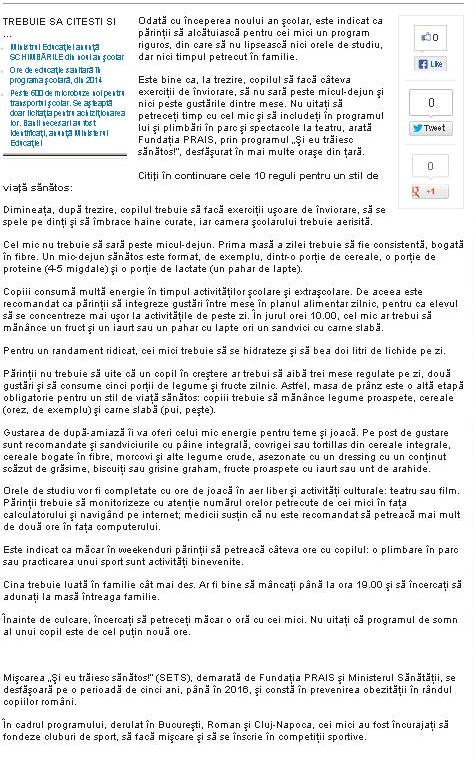 TREBUIE SA CITESTI SI
...
Ministrul Educaţiei anunţă
SCHIMBĂRILE din noul an şcolar
Ore de educaţie sanitară în
programa şcolară, din 2014
Peste 600 de microbuze noi pentru
transportul şcolar. Se aşteaptă
doar licitaţia pentru achiziţionarea
lor. Banii necesari au fost
identificaţi, anunţă Ministerul
Educaţiei
Odată cu începerea noului an şcolar, este indicat ca
părinţii să alcătuiască pentru cei mici un program
riguros, din care să nu lipsească nici orele de studiu,
dar nici timpul petrecut în familie.
Este bine ca, la trezire, copilul să facă câteva
exerciţii de înviorare, să nu sară peste micul-dejun şi
nici peste gustările dintre mese. Nu uitaţi să
petreceţi timp cu cel mic şi să includeţi în programul
lui şi plimbări în parc şi spectacole la teatru, arată
Fundaţia PRAIS, prin programul „Şi eu trăiesc
sănătos!”, desfăşurat în mai multe oraşe din ţară.
Citiţi în continuare cele 10 reguli pentru un stil de
viaţă sănătos:
0
Like
0
Tweet
0
+1
Dimineaţa, după trezire, copilul trebuie să facă exerciţii uşoare de înviorare, să se
spele pe dinţi şi să îmbrace haine curate, iar camera şcolarului trebuie aerisită.
Cel mic nu trebuie să sară peste micul-dejun. Prima masă a zilei trebuie să fie consistentă, bogată
în fibre. Un mic-dejun sănătos este format, de exemplu, dintr-o porţie de cereale, o porţie de
proteine (4-5 migdale) şi o porţie de lactate (un pahar de lapte).
Copiii consumă multă energie în timpul activităţilor şcolare şi extraşcolare. De aceea este
recomandat ca părinţii să integreze gustări între mese în planul alimentar zilnic, pentru ca elevul
să se concentreze mai uşor la activităţile de peste zi. În jurul orei 10.00, cel mic ar trebui să
mănânce un fruct şi un iaurt sau un pahar cu lapte ori un sandvici cu carne slabă.
Pentru un randament ridicat, cei mici trebuie să se hidrateze şi să bea doi litri de lichide pe zi.
Părinţii nu trebuie să uite că un copil în creştere ar trebui să aibă trei mese regulate pe zi, două
gustări şi să consume cinci porţii de legume şi fructe zilnic. Astfel, masa de prânz este o altă etapă
obligatorie pentru un stil de viaţă sănătos: copiii trebuie să mănânce legume proaspete, cereale
(orez, de exemplu) şi carne slabă (pui, peşte).
Gustarea de după-amiază îi va oferi celui mic energie pentru teme şi joacă. Pe post de gustare
sunt recomandate şi sandviciurile cu pâine integrală, covrigei sau tortillas din cereale integrale,
cereale bogate în fibre, morcovi şi alte legume crude, asezonate cu un dressing cu un conţinut
scăzut de grăsime, biscuiţi sau grisine graham, fructe proaspete cu iaurt sau unt de arahide.
Orele de studiu vor fi completate cu ore de joacă în aer liber şi activităţi culturale: teatru sau film.
Părinţii trebuie să monitorizeze cu atenţie numărul orelor petrecute de cei mici în faţa
calculatorului şi navigând pe internet; medicii susţin că nu este recomandat să petreacă mai mult
de două ore în faţa computerului.
Este indicat ca măcar în weekenduri părinţii să petreacă câteva ore cu copilul: o plimbare în parc
sau practicarea unui sport sunt activităţi binevenite.
Cina trebuie luată în familie cât mai des. Ar fi bine să mâncaţi până la ora 19.00 şi să încercaţi să
adunaţi la masă întreaga familie.
Înainte de culcare, încercaţi să petreceţi măcar o oră cu cei mici. Nu uitaţi că programul de somn
al unui copil este de cel puţin nouă ore.
Mişcarea „Şi eu trăiesc sănătos!” (SETS), demarată de Fundaţia PRAIS şi Ministerul Sănătăţii, se
desfăşoară pe o perioadă de cinci ani, până în 2016, şi constă în prevenirea obezităţii în rândul
copiilor români.
În cadrul programului, derulat în Bucureşti, Roman şi Cluj-Napoca, cei mici au fost încurajaţi să
fondeze cluburi de sport, să facă mişcare şi să se înscrie în competiţii sportive.